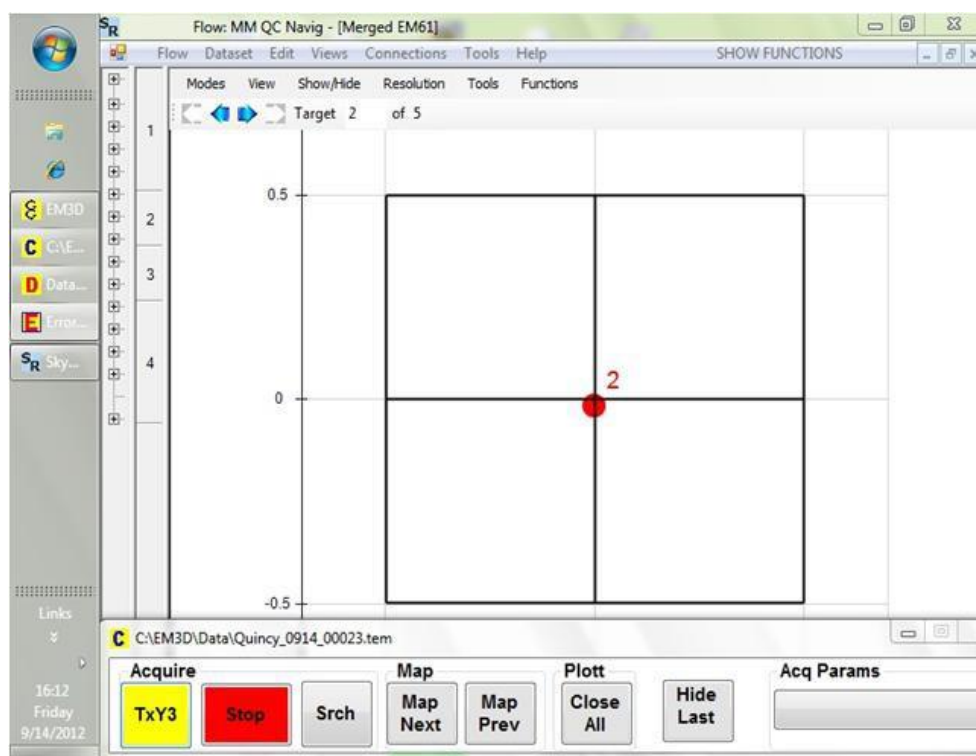 SR Flow: MM QC Navig - [Merged EM61]
Flow Dataset Edit Views Connections Tools Help SHOW FUNCTIONS
Modes View Show/Hide Resolution Tools Functions
Target 2 of 5
1
2
3
4
0.5
0
-0.5
2
EM3D
C C:\E...
D Data...
E Error...
SR Sky...
Links
16:12
Friday
9/14/2012
C C:\EM3D\Data\Quincy_0914_00023.tem
Acquire Map Plott Acq Params
TxY3 Stop Srch Map Next Map Prev Close All Hide Last